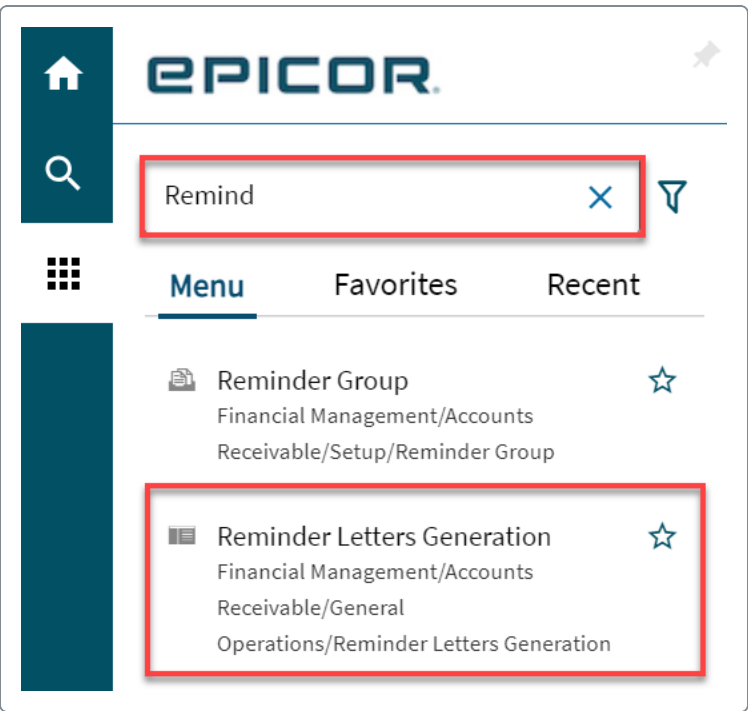 EPICOR®
Remind
Menu Favorites Recent
Reminder Group
Financial Management/Accounts
Receivable/Setup/Reminder Group
Reminder Letters Generation
Financial Management/Accounts
Receivable/General
Operations/Reminder Letters Generation